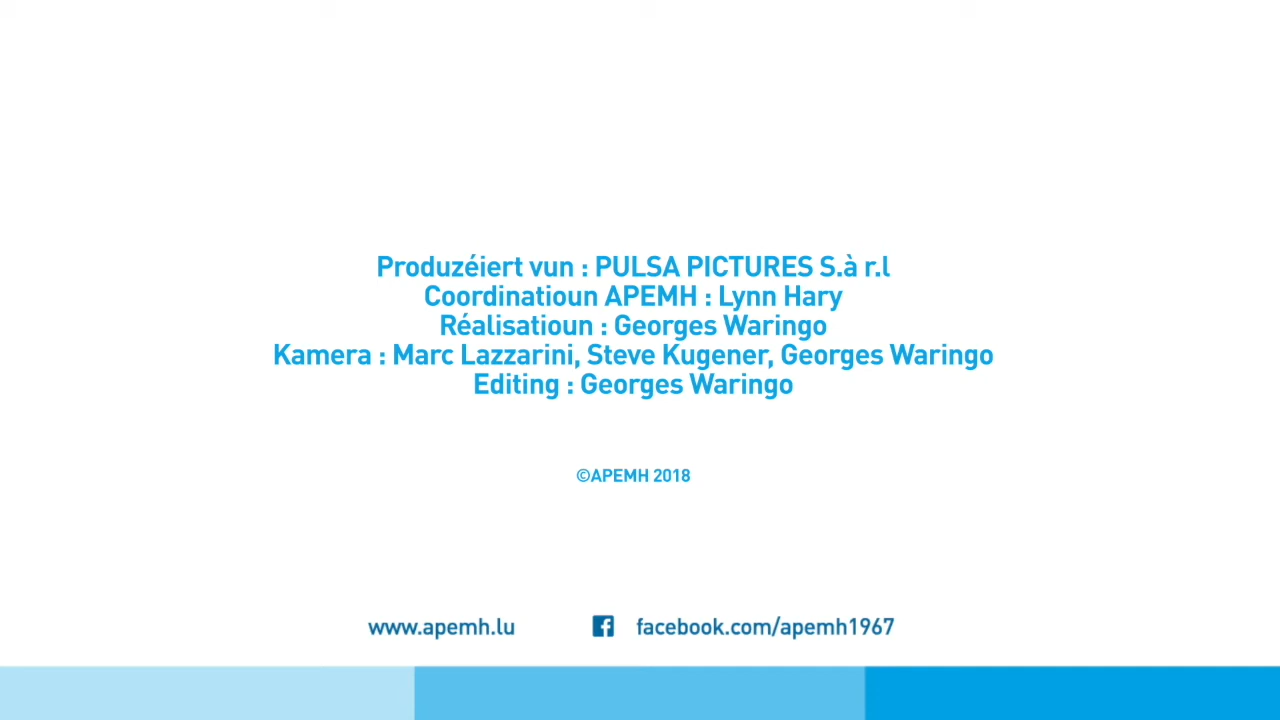 Produzéiert vun : PULSA PICTURES S.à r.l
Coordinatioun APEMH : Lynn Hary
Réalisatioun : Georges Waringo
Kamera : Marc Lazzarini, Steve Kugener, Georges Waringo
Editing : Georges Waringo
©APEMH 2018
www.apemh.lu
facebook.com/apemh1967